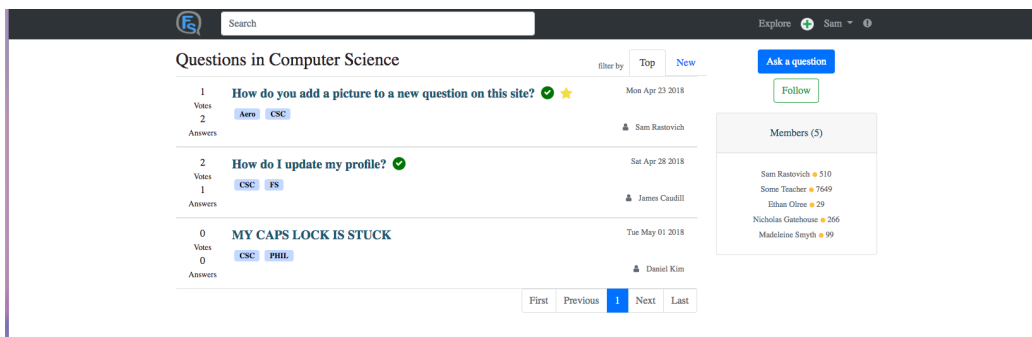 FS Search Explore Sam
Questions in Computer Science filter by Top New
1
Votes
2
Answers
How do you add a picture to a new question on this site?
Aero CSC
Mon Apr 23 2018
Sam Rastovich
2
Votes
1
Answers
How do I update my profile?
CSC FS
Sat Apr 28 2018
James Caudill
0
Votes
0
Answers
MY CAPS LOCK IS STUCK
CSC PHIL
Tue May 01 2018
Daniel Kim
First Previous 1 Next Last
Ask a question
Follow
Members (5)
Sam Rastovich 510
Some Teacher 7649
Ethan Olree 29
Nicholas Gatehouse 266
Madeleine Smyth 99